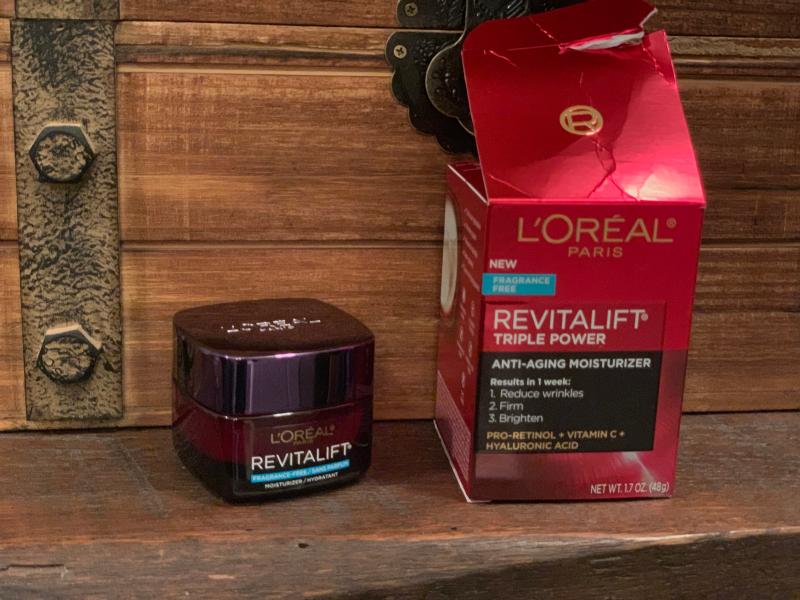 L'ORÉAL®
PARIS
NEW
FRAGRANCE
FREE
REVITALIFT®
TRIPLE POWER
ANTI-AGING MOISTURIZER
Results in 1 week:
1. Reduce wrinkles
2. Firm
3. Brighten
PRO-RETINOL + VITAMIN C +
HYALURONIC ACID
NET WT. 1.7 OZ. (48g)
L'ORÉAL
PARIS
REVITALIFT®
FRAGRANCE-FREE / SANS PARFUM
MOISTURIZER / HYDRATANT